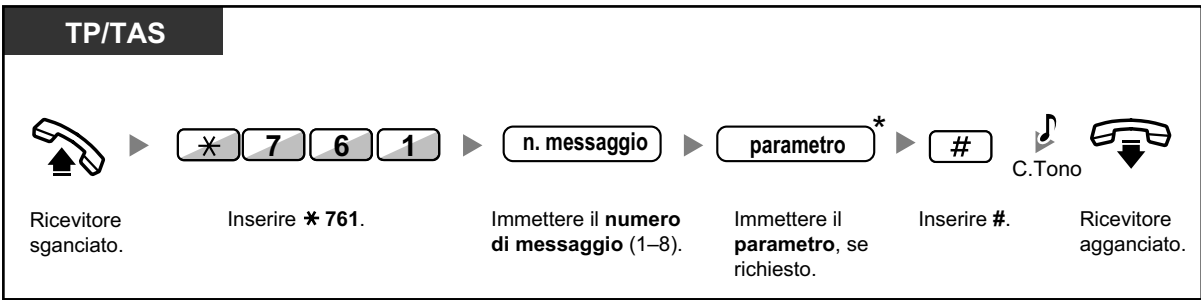 TP/TAS
* 7 6 1 n. messaggio parametro* #
C.Tono
Ricevitore sganciato.
Inserire * 761.
Immettere il numero di messaggio (1–8).
Immettere il parametro, se richiesto.
Inserire #.
Ricevitore agganciato.